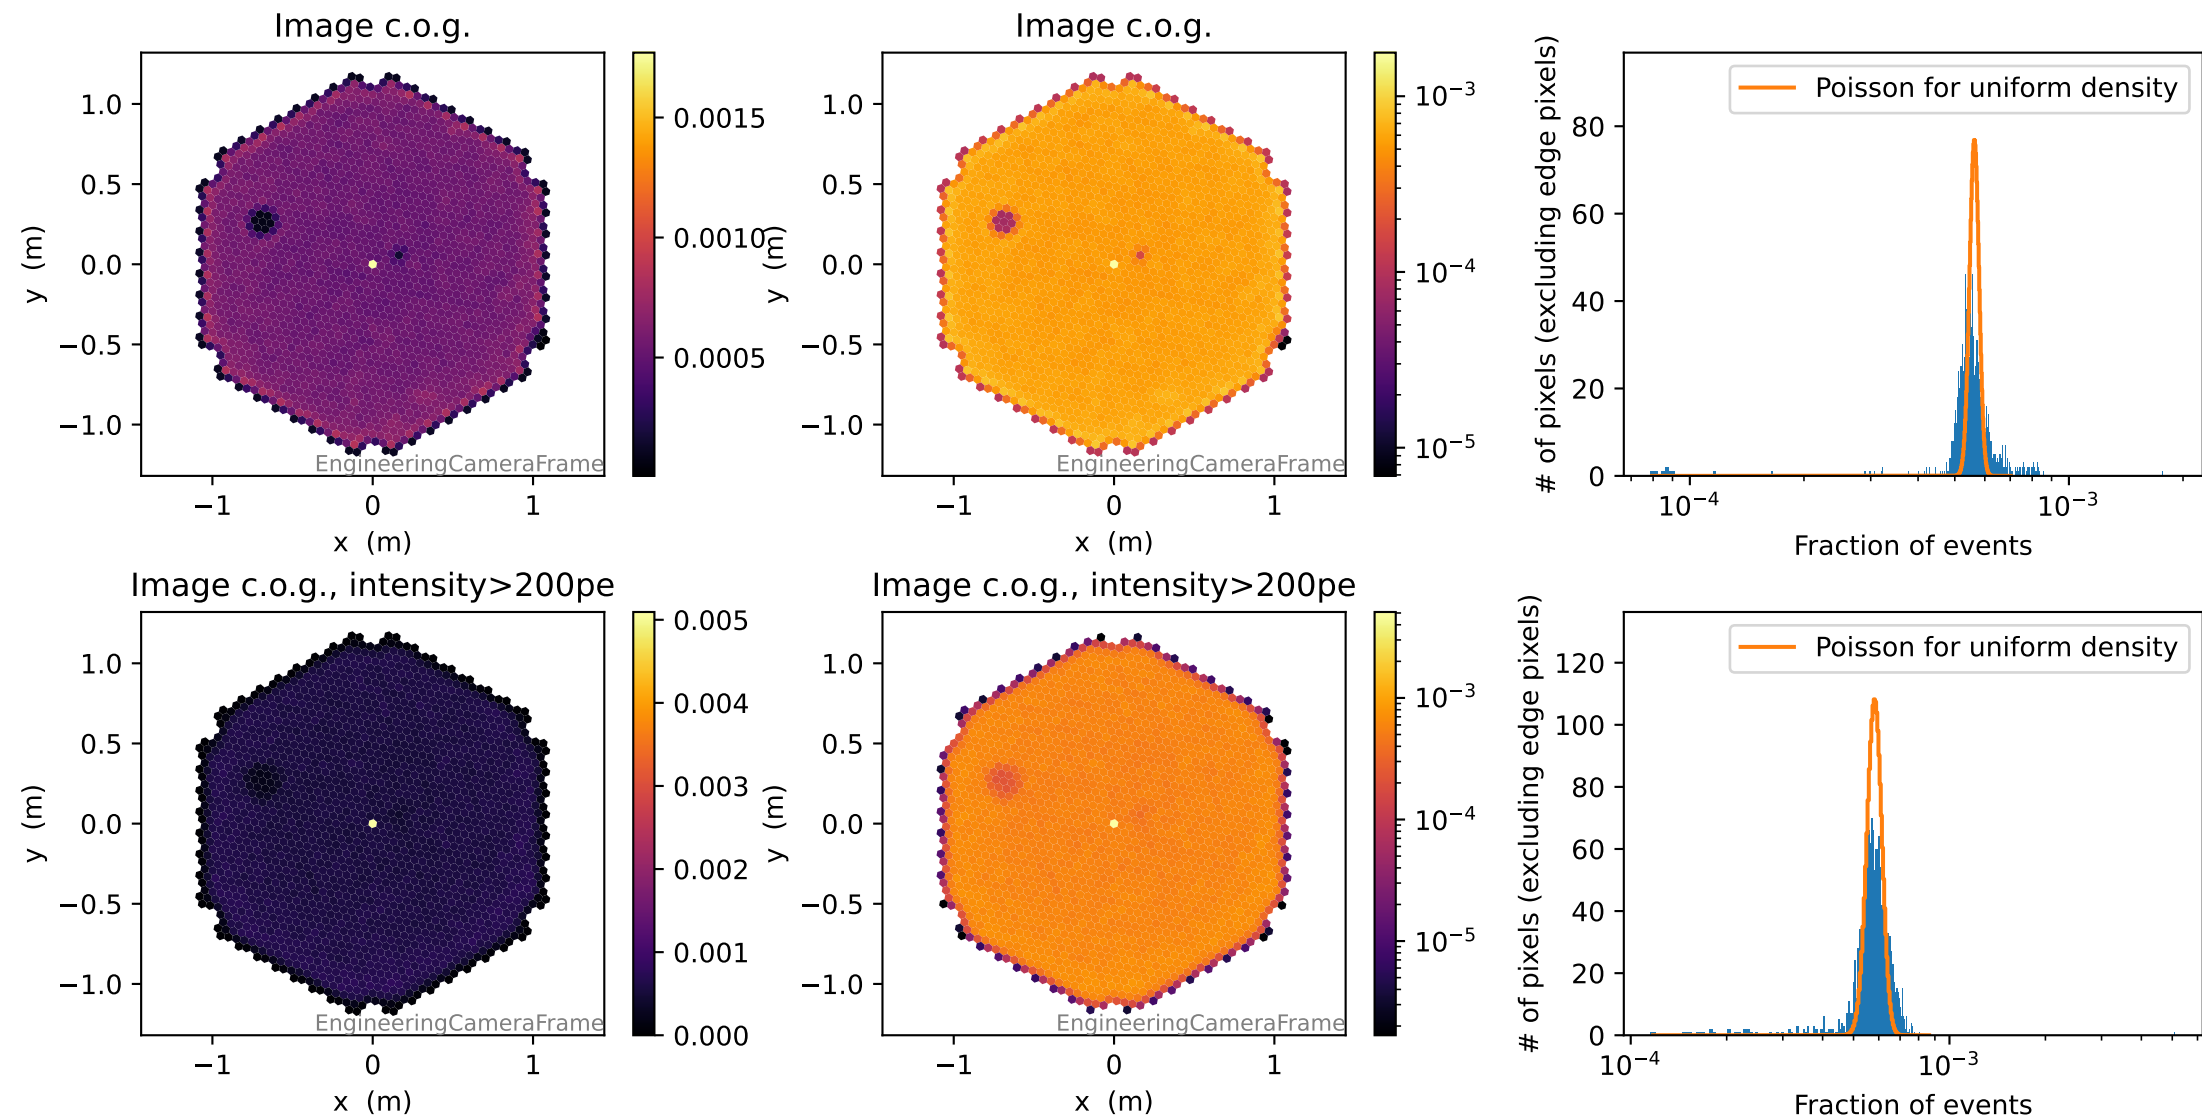 Image c.o.g.
1.0
0.5
0.0
−0.5
−1.0
y (m)
−1
0
1
x (m)
EngineeringCameraFrame
0.0015
0.0010
0.0005
Image c.o.g.
1.0
0.5
0.0
−0.5
−1.0
y (m)
−1
0
1
x (m)
EngineeringCameraFrame
10⁻³
10⁻⁴
10⁻⁵
Poisson for uniform density
80
60
40
20
0
# of pixels (excluding edge pixels)
10⁻⁴
10⁻³
Fraction of events
Image c.o.g., intensity>200pe
1.0
0.5
0.0
−0.5
−1.0
y (m)
−1
0
1
x (m)
EngineeringCameraFrame
0.005
0.004
0.003
0.002
0.001
0.000
Image c.o.g., intensity>200pe
1.0
0.5
0.0
−0.5
−1.0
y (m)
−1
0
1
x (m)
EngineeringCameraFrame
10⁻³
10⁻⁴
10⁻⁵
Poisson for uniform density
120
100
80
60
40
20
0
# of pixels (excluding edge pixels)
10⁻⁴
10⁻³
Fraction of events